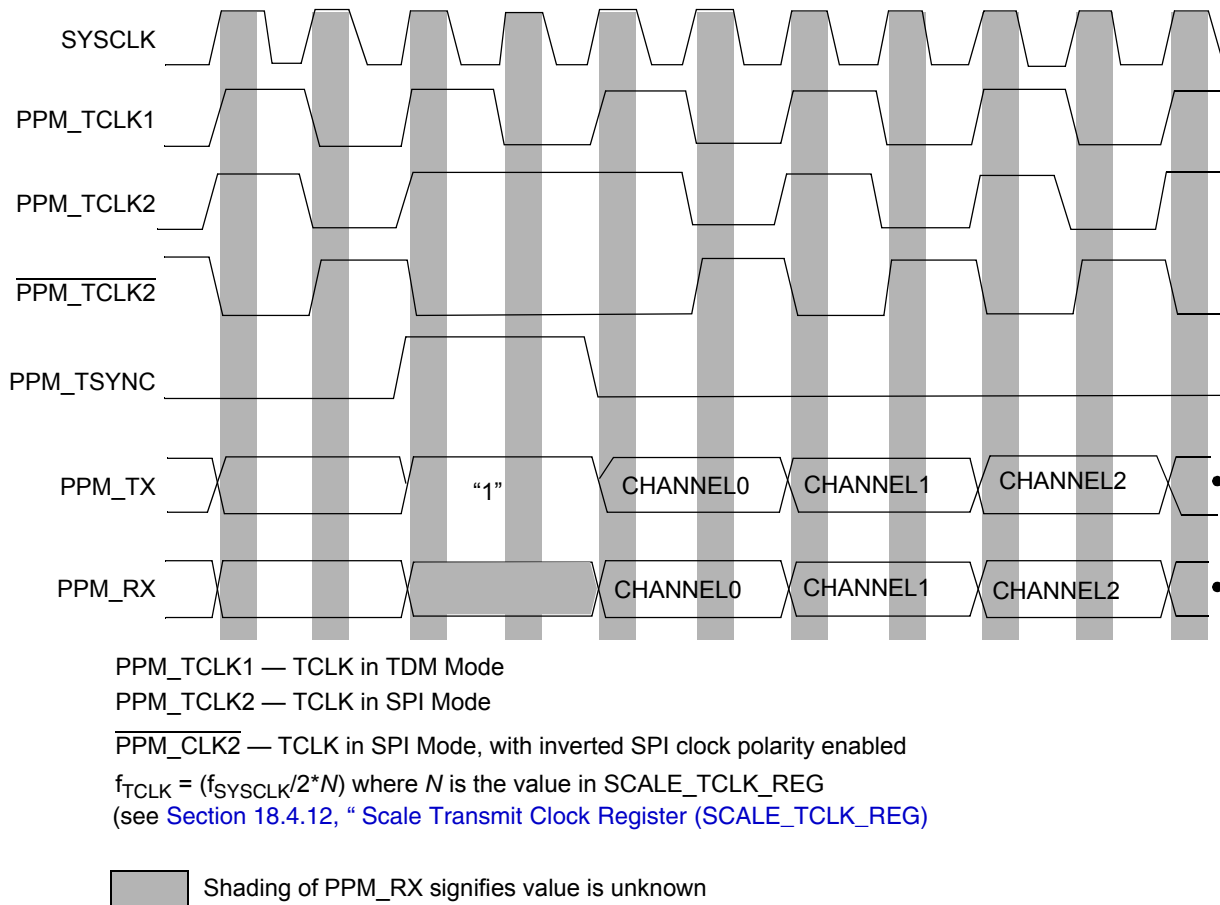 SYSCLK
PPM_TCLK1
PPM_TCLK2
PPM_TCLK2
PPM_TSYNC
PPM_TX
“1”
CHANNEL0
CHANNEL1
CHANNEL2
PPM_RX
CHANNEL0
CHANNEL1
CHANNEL2
PPM_TCLK1 — TCLK in TDM Mode
PPM_TCLK2 — TCLK in SPI Mode
PPM_CLK2 — TCLK in SPI Mode, with inverted SPI clock polarity enabled
fTCLK = (fSYSCLK/2*N) where N is the value in SCALE_TCLK_REG
(see Section 18.4.12, “ Scale Transmit Clock Register (SCALE_TCLK_REG)
Shading of PPM_RX signifies value is unknown